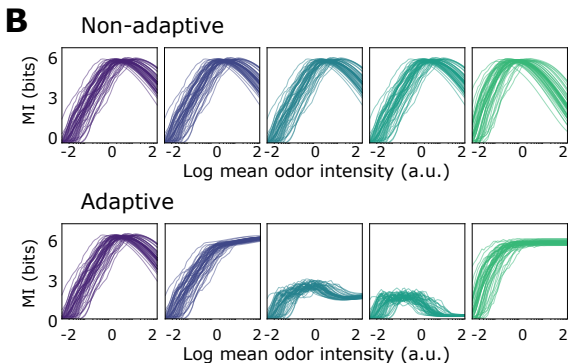 B
Non-adaptive
MI (bits)
6
3
0
-2 0 2 -2 0 2 -2 0 2 -2 0 2 -2 0 2
Log mean odor intensity (a.u.)
Adaptive
MI (bits)
6
3
0
-2 0 2 -2 0 2 -2 0 2 -2 0 2 -2 0 2
Log mean odor intensity (a.u.)